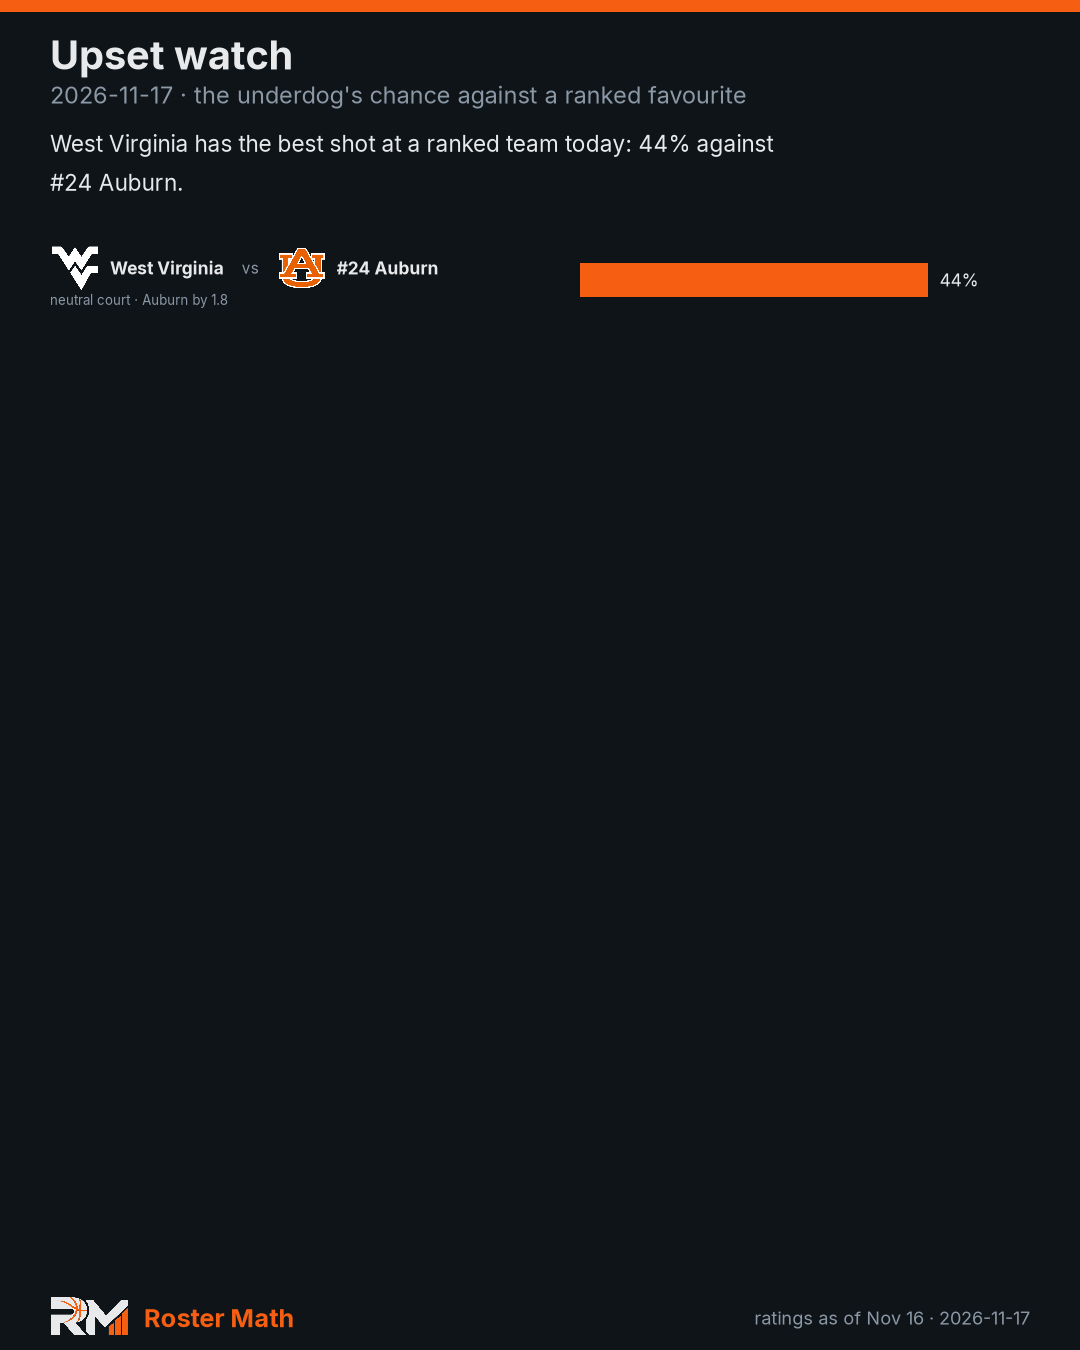 Upset watch
2026-11-17 · the underdog's chance against a ranked favourite
West Virginia has the best shot at a ranked team today: 44% against
#24 Auburn.
West Virginia vs #24 Auburn
44%
neutral court · Auburn by 1.8
RM Roster Math
ratings as of Nov 16 · 2026-11-17